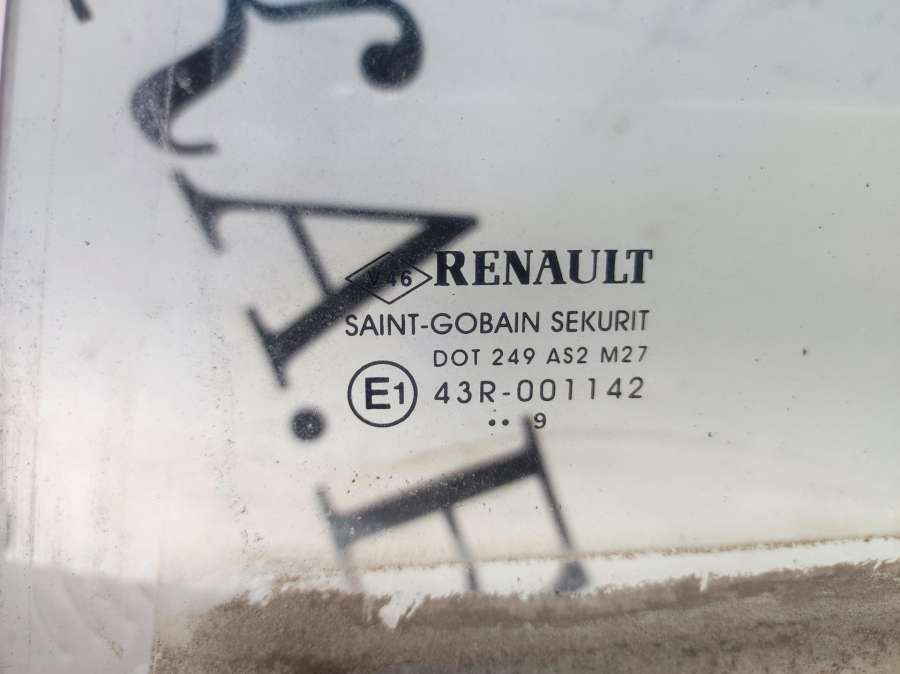 V46 RENAULT
SAINT-GOBAIN SEKURIT
DOT 249 AS2 M27
E1 43R-001142
•• 9